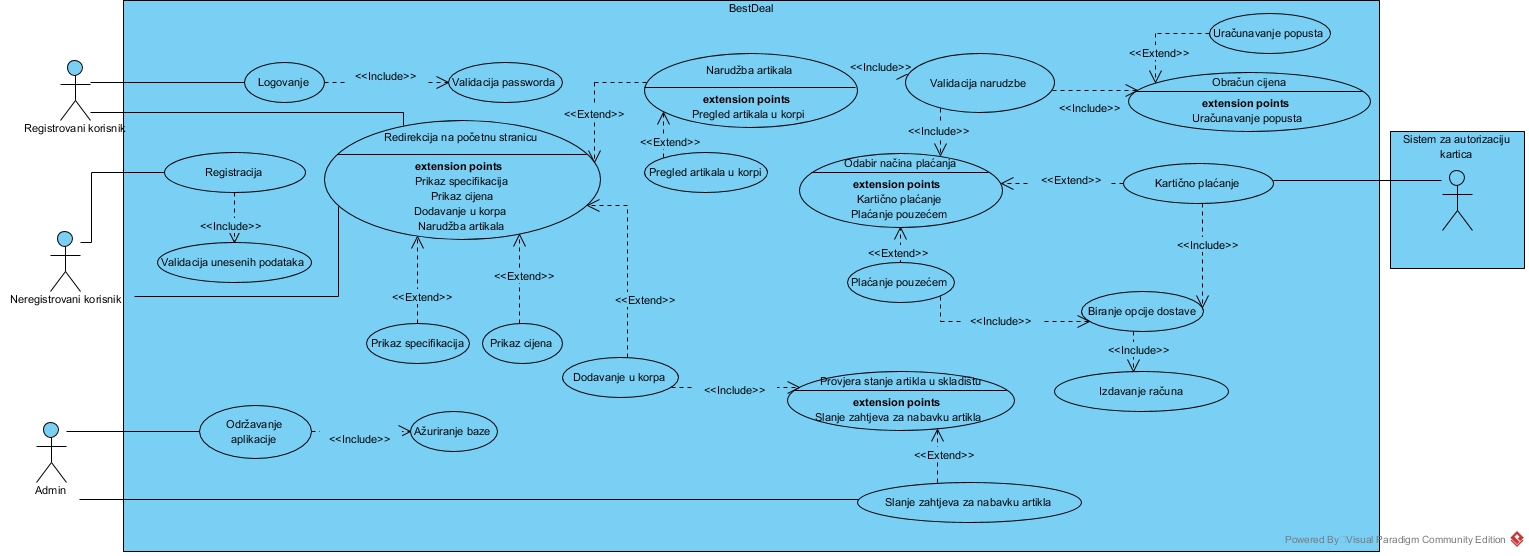 BestDeal
Registrovani korisnik
Logovanje
<<Include>>
Validacija passworda
<<Extend>>
Narudžba artikala
extension points
Pregled artikala u korpi
<<Include>>
Validacija narudzbe
<<Include>>
Obračun cijena
extension points
Uračunavanje popusta
<<Extend>>
Uračunavanje popusta
<<Extend>>
Pregled artikala u korpi
<<Include>>
Redirekcija na početnu stranicu
extension points
Prikaz specifikacija
Prikaz cijena
Dodavanje u korpa
Narudžba artikala
Odabir načina plaćanja
extension points
Kartično plaćanje
Plaćanje pouzećem
<<Extend>>
Kartično plaćanje
Sistem za autorizaciju
kartica
Registracija
<<Include>>
Validacija unesenih podataka
Neregistrovani korisnik
<<Extend>>
Prikaz specifikacija
<<Extend>>
Prikaz cijena
<<Extend>>
Dodavanje u korpa
<<Extend>>
Plaćanje pouzećem
<<Include>>
<<Include>>
Biranje opcije dostave
<<Include>>
Izdavanje računa
<<Include>>
Provjera stanje artikla u skladistu
extension points
Slanje zahtjeva za nabavku artikla
<<Extend>>
Slanje zahtjeva za nabavku artikla
Admin
Održavanje
aplikacije
<<Include>>
Ažuriranje baze
Powered By Visual Paradigm Community Edition